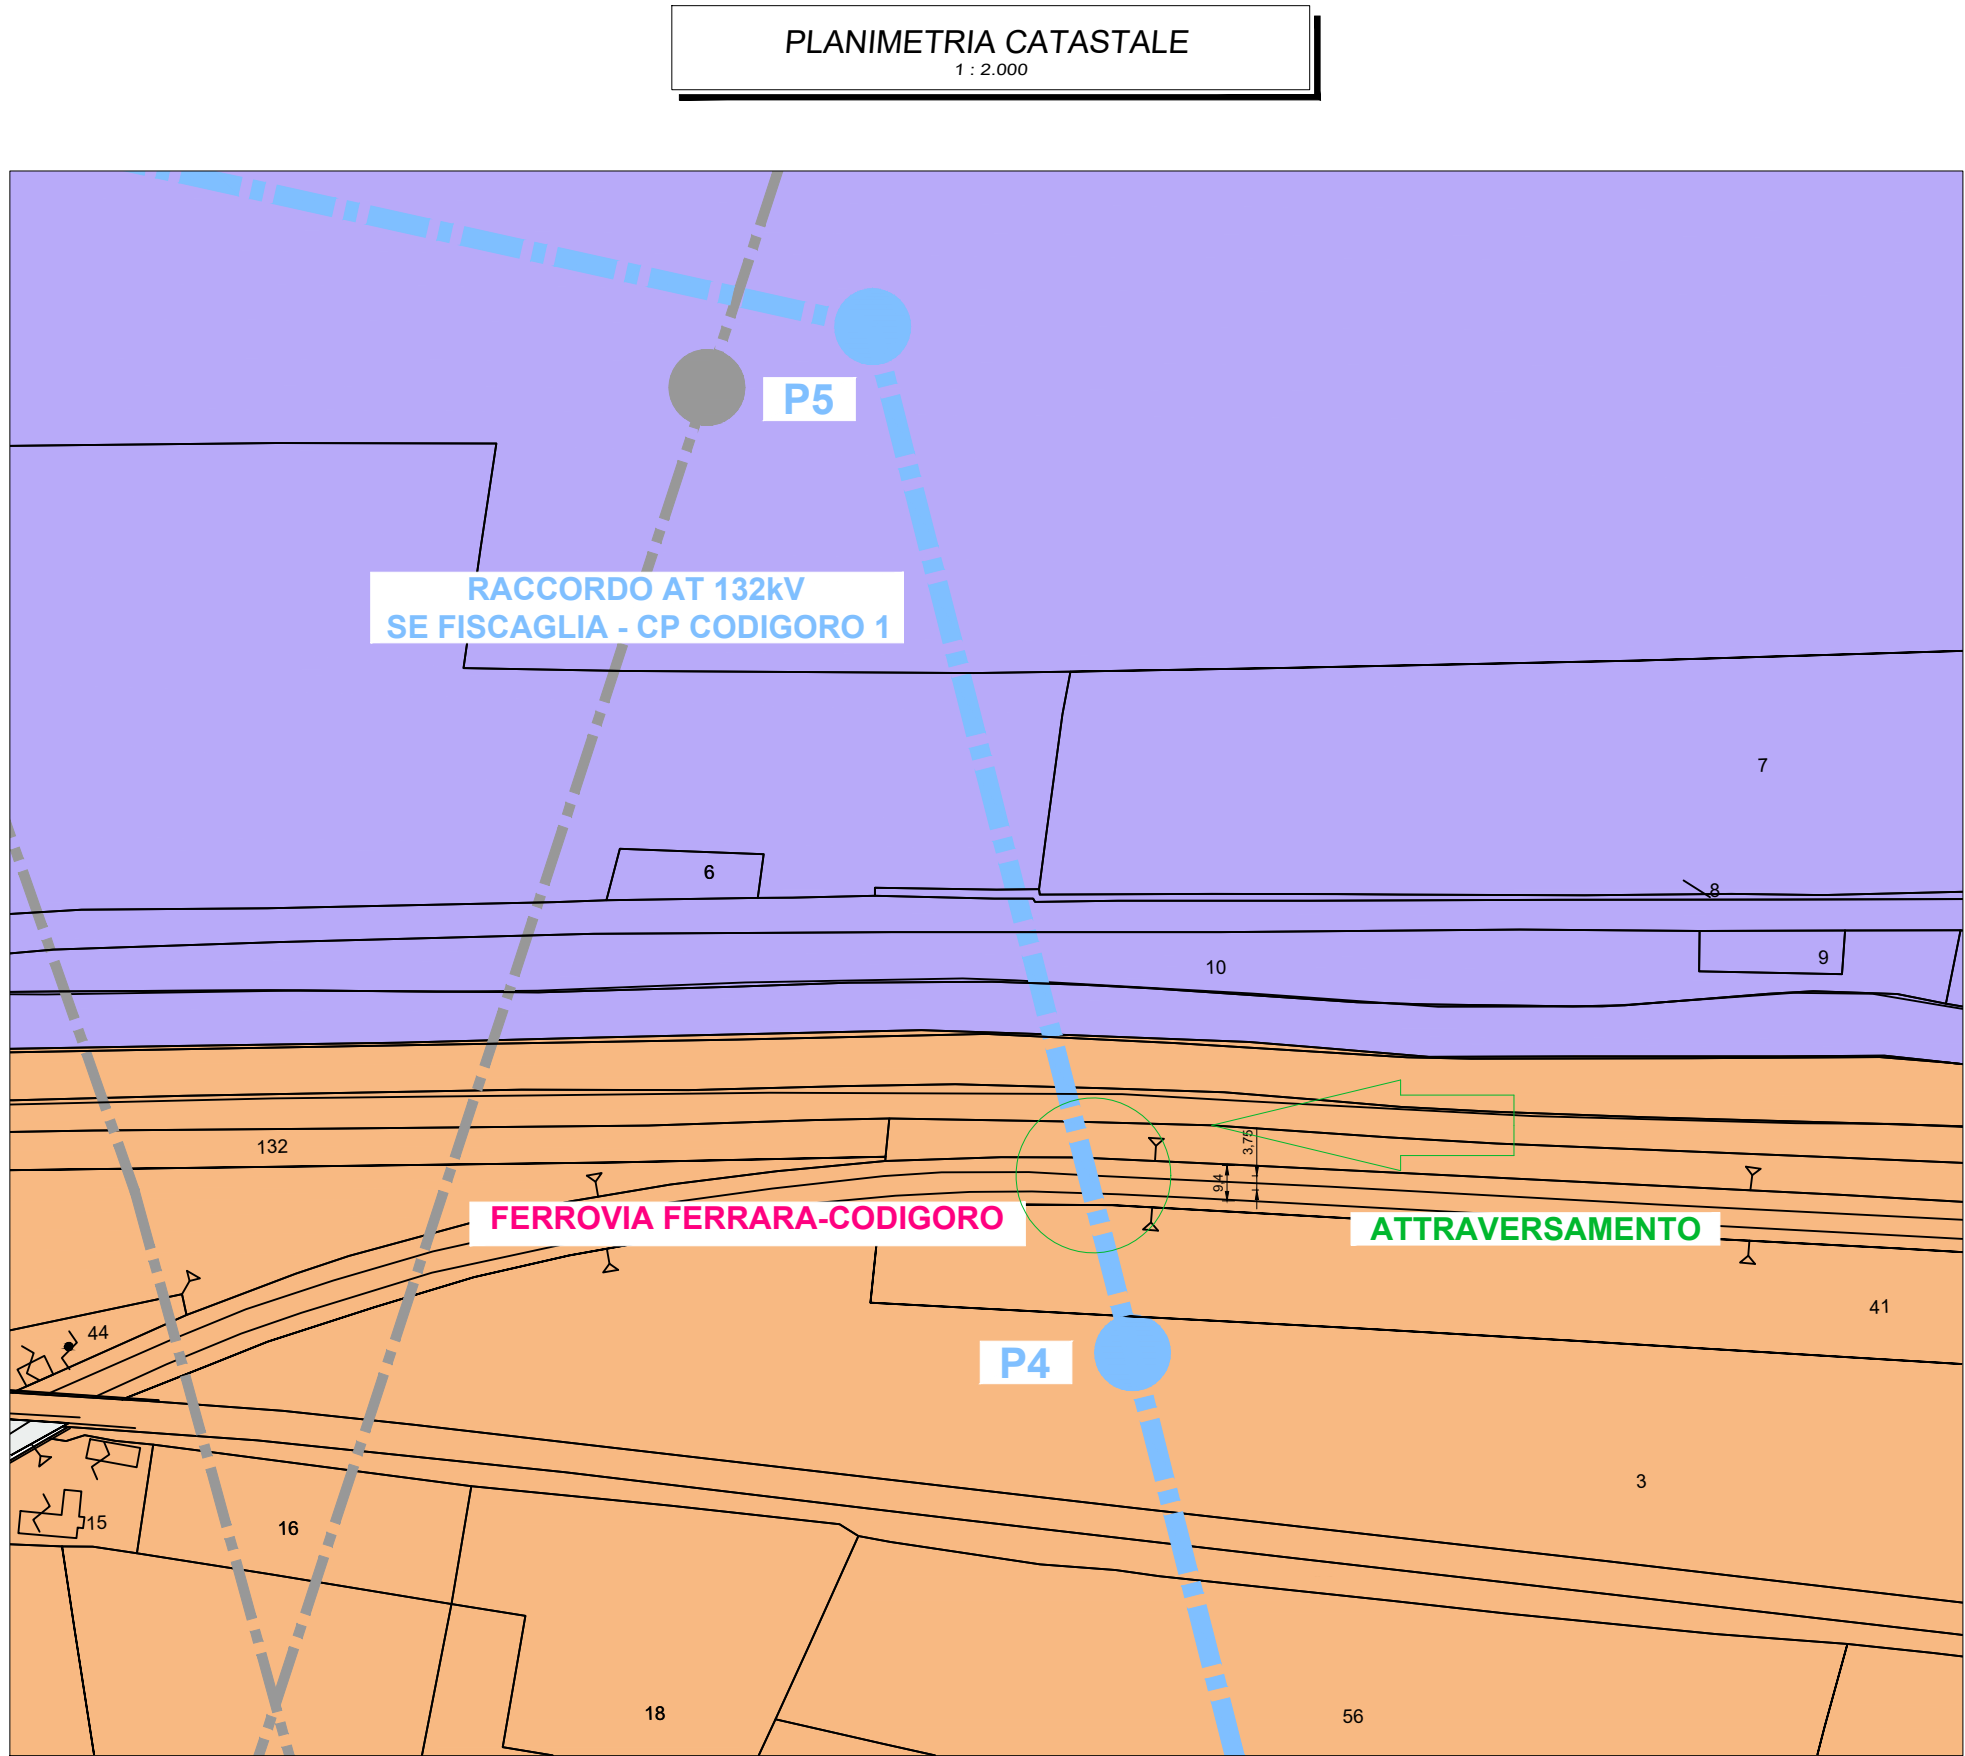 PLANIMETRIA CATASTALE
1 : 2.000
P5
RACCORDO AT 132kV
SE FISCAGLIA - CP CODIGORO 1
7
6
8
9
10
132
3,75
9,4
FERROVIA FERRARA-CODIGORO
ATTRAVERSAMENTO
41
44
P4
3
15
16
18
56